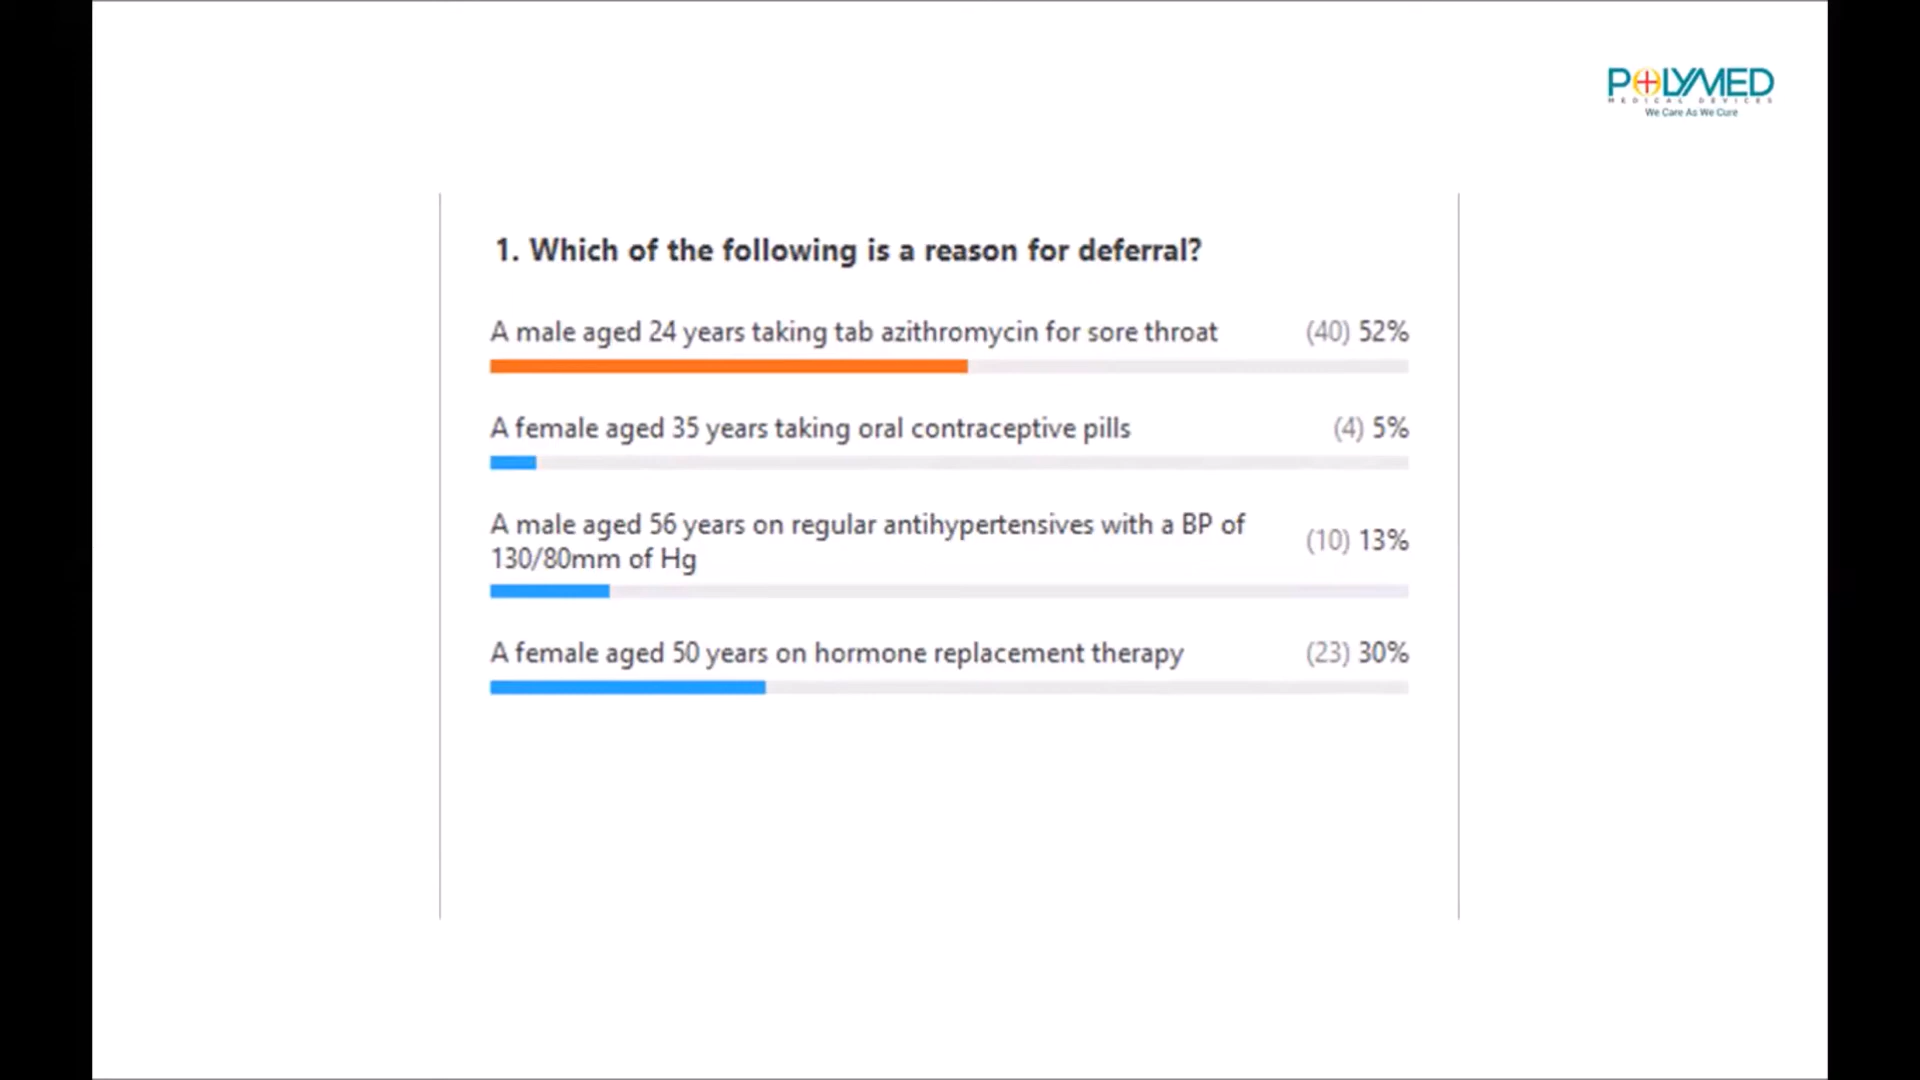 POLYMED
MEDICAL DEVICES
We Care As We Cure
1. Which of the following is a reason for deferral?
A male aged 24 years taking tab azithromycin for sore throat (40) 52%
A female aged 35 years taking oral contraceptive pills (4) 5%
A male aged 56 years on regular antihypertensives with a BP of
130/80mm of Hg (10) 13%
A female aged 50 years on hormone replacement therapy (23) 30%